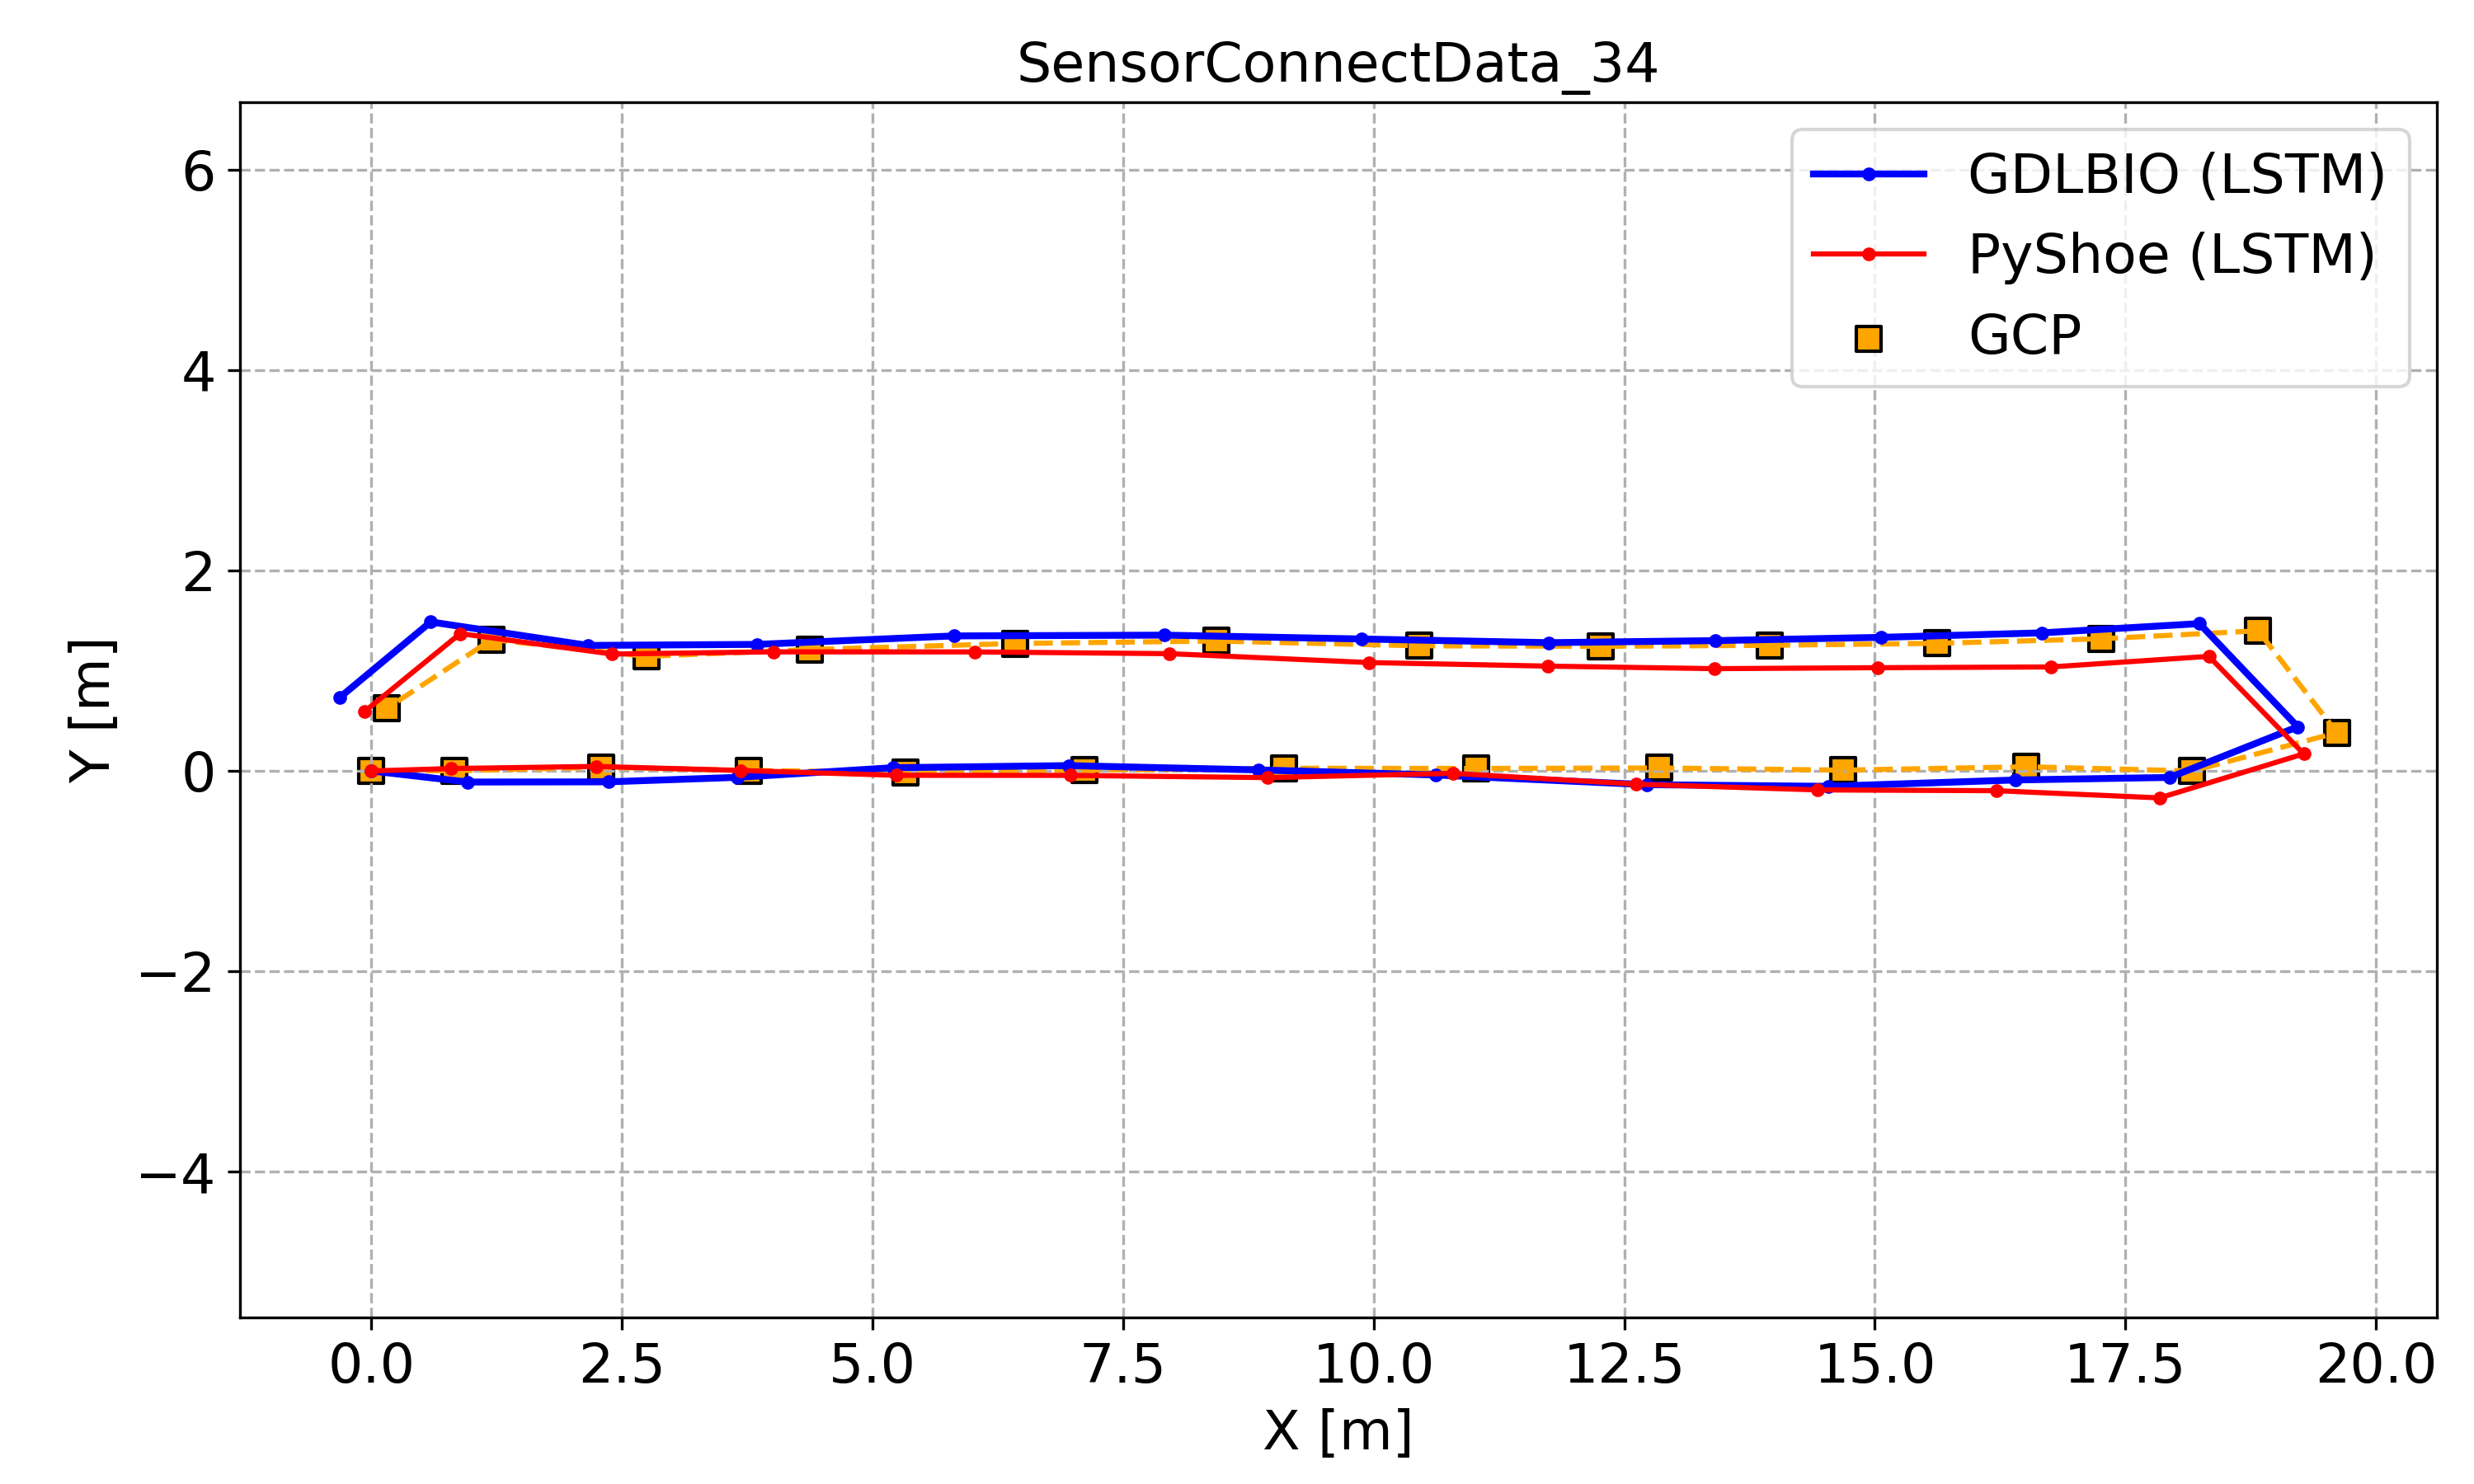 SensorConnectData_34
GDLBIO (LSTM)
PyShoe (LSTM)
GCP
6
4
2
0
−2
−4
Y [m]
0.0 2.5 5.0 7.5 10.0 12.5 15.0 17.5 20.0
X [m]